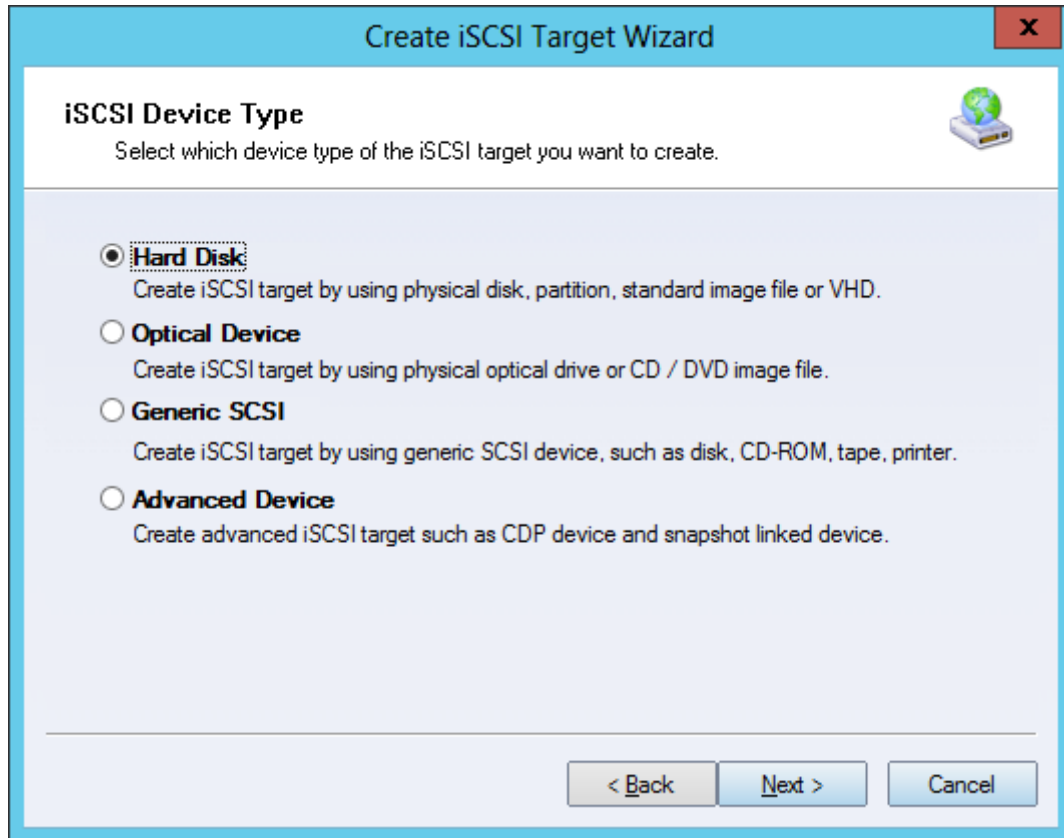 Create iSCSI Target Wizard
x
iSCSI Device Type
Select which device type of the iSCSI target you want to create.
Hard Disk
Create iSCSI target by using physical disk, partition, standard image file or VHD.
Optical Device
Create iSCSI target by using physical optical drive or CD / DVD image file.
Generic SCSI
Create iSCSI target by using generic SCSI device, such as disk, CD-ROM, tape, printer.
Advanced Device
Create advanced iSCSI target such as CDP device and snapshot linked device.
< Back Next > Cancel